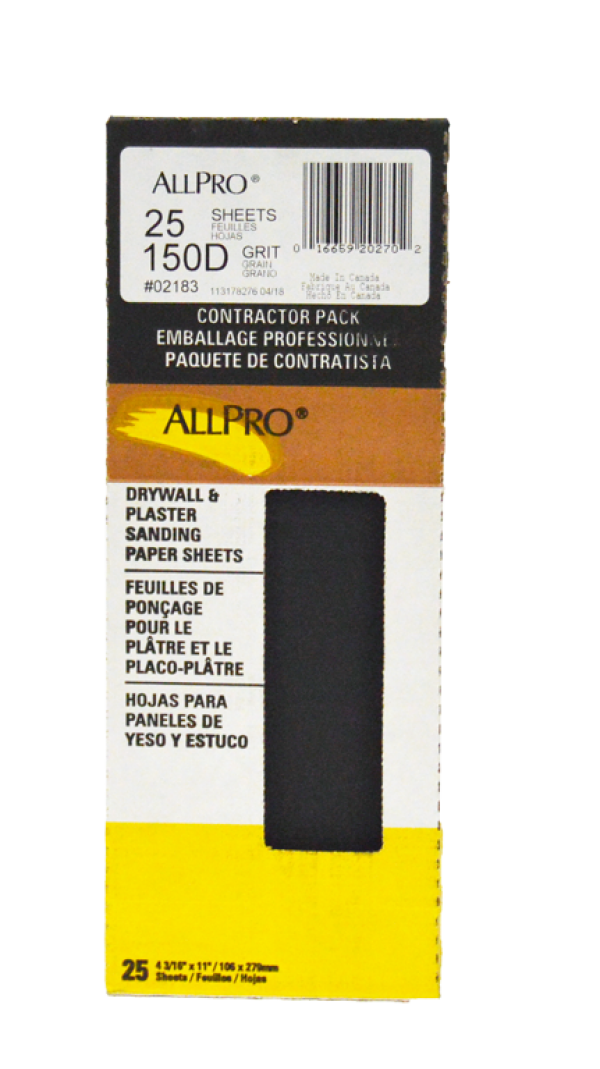 ALLPRO®
25 SHEETS
FEUILLES
HOJAS
150D GRIT
GRAIN
GRANO
#02183 113178276 04/18
0 16659 20270 2
Made In Canada
Fabriqué Au Canada
Hecho En Canada
CONTRACTOR PACK
EMBALLAGE PROFESSIONNEL
PAQUETE DE CONTRATISTA
ALLPRO®
DRYWALL &
PLASTER
SANDING
PAPER SHEETS
FEUILLES DE
PONÇAGE
POUR LE
PLÂTRE ET LE
PLACO-PLÂTRE
HOJAS PARA
PANELES DE
YESO Y ESTUCO
25 4 3/16" x 11" / 106 x 279mm
Sheets / Feuilles / Hojas